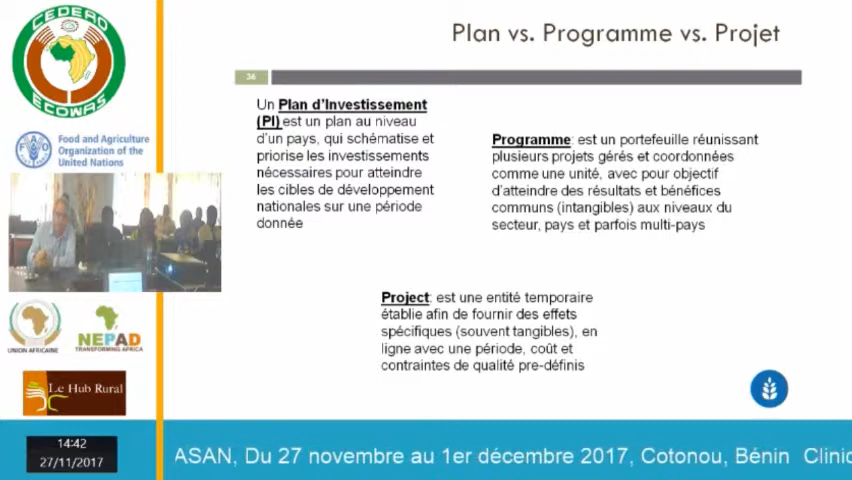 CEDEAO
ECOWAS
Food and Agriculture
Organization of the
United Nations
UNION AFRICAINE
NEPAD
TRANSFORMING AFRICA
Le Hub Rural
14:42
27/11/2017
Plan vs. Programme vs. Projet
36
Un Plan d'Investissement
(PI) est un plan au niveau
d'un pays, qui schématise et
priorise les investissements
nécessaires pour atteindre
les cibles de développement
nationales sur une période
donnée
Programme: est un portefeuille réunissant
plusieurs projets gérés et coordonnées
comme une unité, avec pour objectif
d'atteindre des résultats et bénéfices
communs (intangibles) aux niveaux du
secteur, pays et parfois multi-pays
Project: est une entité temporaire
établie afin de fournir des effets
spécifiques (souvent tangibles), en
ligne avec une période, coût et
contraintes de qualité pre-définis
ASAN, Du 27 novembre au 1er décembre 2017, Cotonou, Bénin Clinic